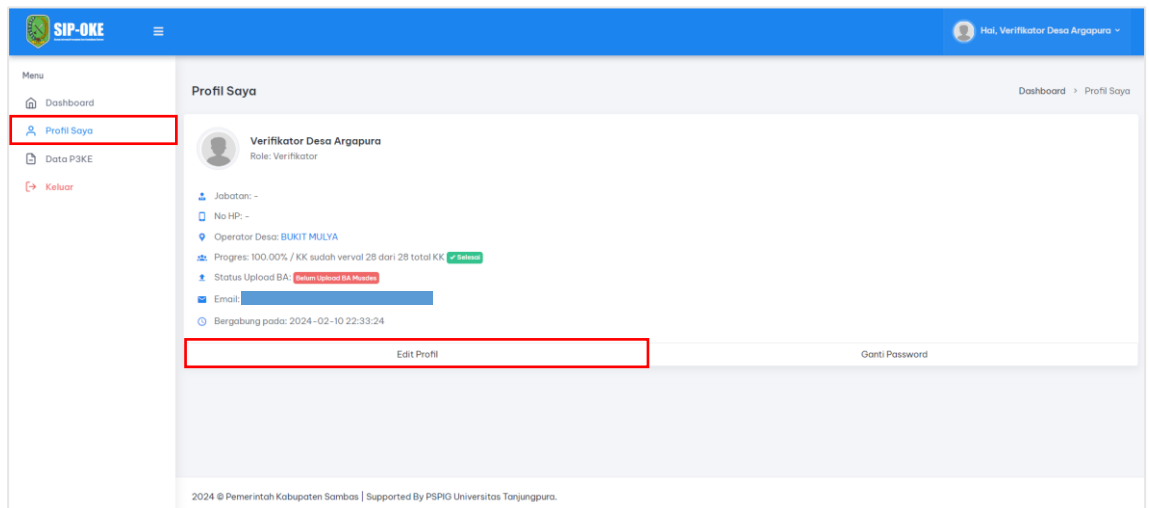 SIP-OKE
Hai, Verifikator Desa Argapura
Menu
Dashboard
Profil Saya
Data P3KE
Keluar
Profil Saya
Dashboard > Profil Saya
Verifikator Desa Argapura
Role: Verifikator
Jabatan: -
No HP: -
Operator Desa: BUKIT MULYA
Progres: 100.00% / KK sudah verval 28 dari 28 total KK Selesai
Status Upload BA: Belum Upload BA Musdes
Email:
Bergabung pada: 2024-02-10 22:33:24
Edit Profil
Ganti Password
2024 © Pemerintah Kabupaten Sambas | Supported By PSPIG Universitas Tanjungpura.